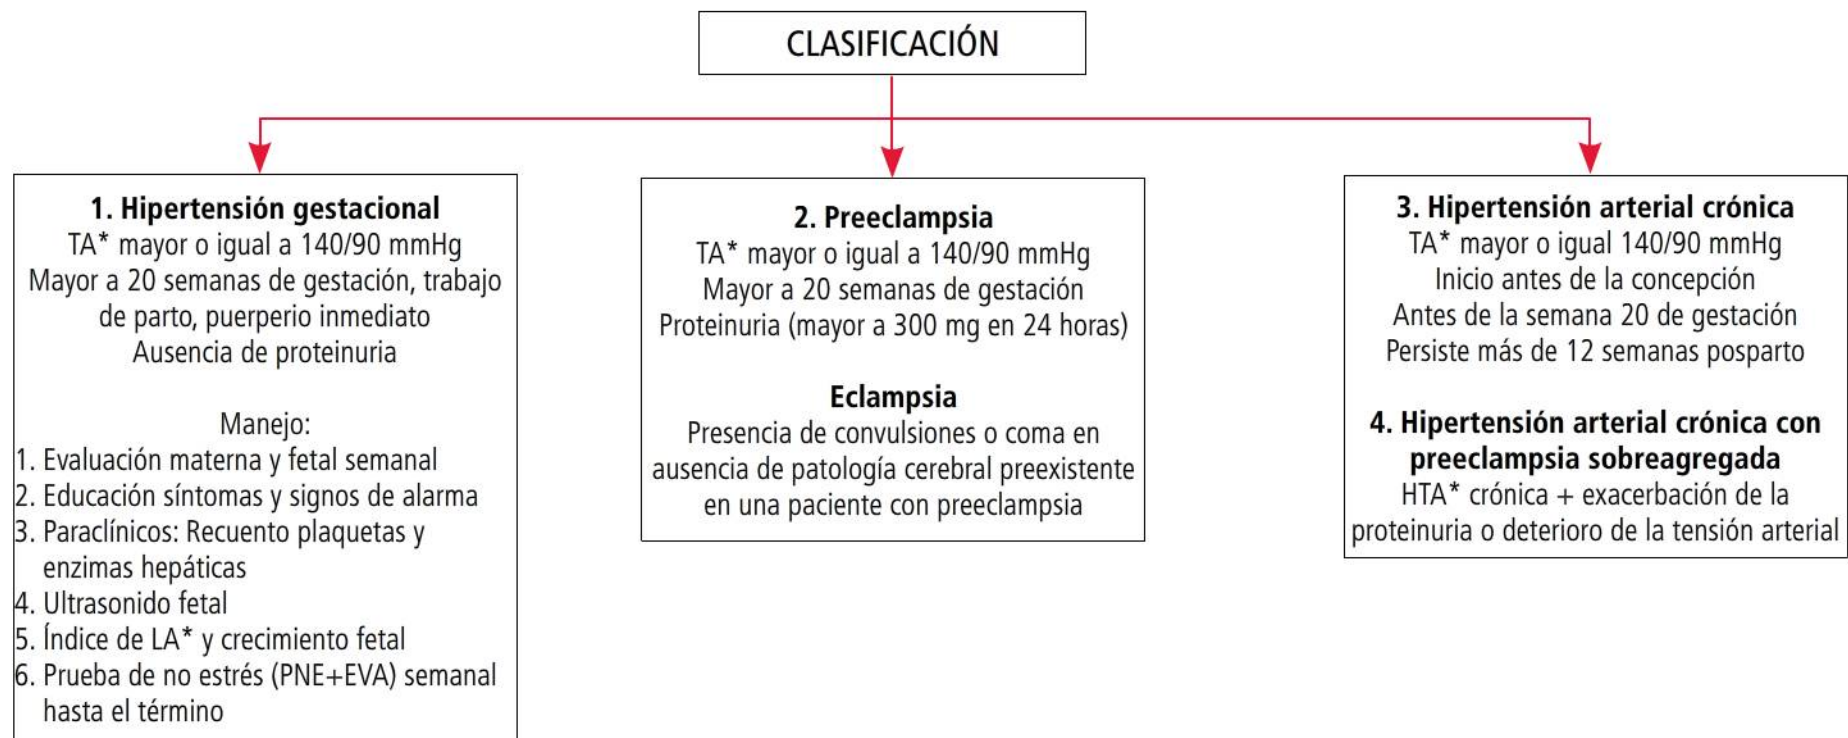 CLASIFICACIÓN
1. Hipertensión gestacional
TA* mayor o igual a 140/90 mmHg
Mayor a 20 semanas de gestación, trabajo
de parto, puerperio inmediato
Ausencia de proteinuria
Manejo:
1. Evaluación materna y fetal semanal
2. Educación síntomas y signos de alarma
3. Paraclínicos: Recuento plaquetas y
enzimas hepáticas
4. Ultrasonido fetal
5. Índice de LA* y crecimiento fetal
6. Prueba de no estrés (PNE+EVA) semanal
hasta el término
2. Preeclampsia
TA* mayor o igual a 140/90 mmHg
Mayor a 20 semanas de gestación
Proteinuria (mayor a 300 mg en 24 horas)
Eclampsia
Presencia de convulsiones o coma en
ausencia de patología cerebral preexistente
en una paciente con preeclampsia
3. Hipertensión arterial crónica
TA* mayor o igual 140/90 mmHg
Inicio antes de la concepción
Antes de la semana 20 de gestación
Persiste más de 12 semanas posparto
4. Hipertensión arterial crónica con
preeclampsia sobreagregada
HTA* crónica + exacerbación de la
proteinuria o deterioro de la tensión arterial